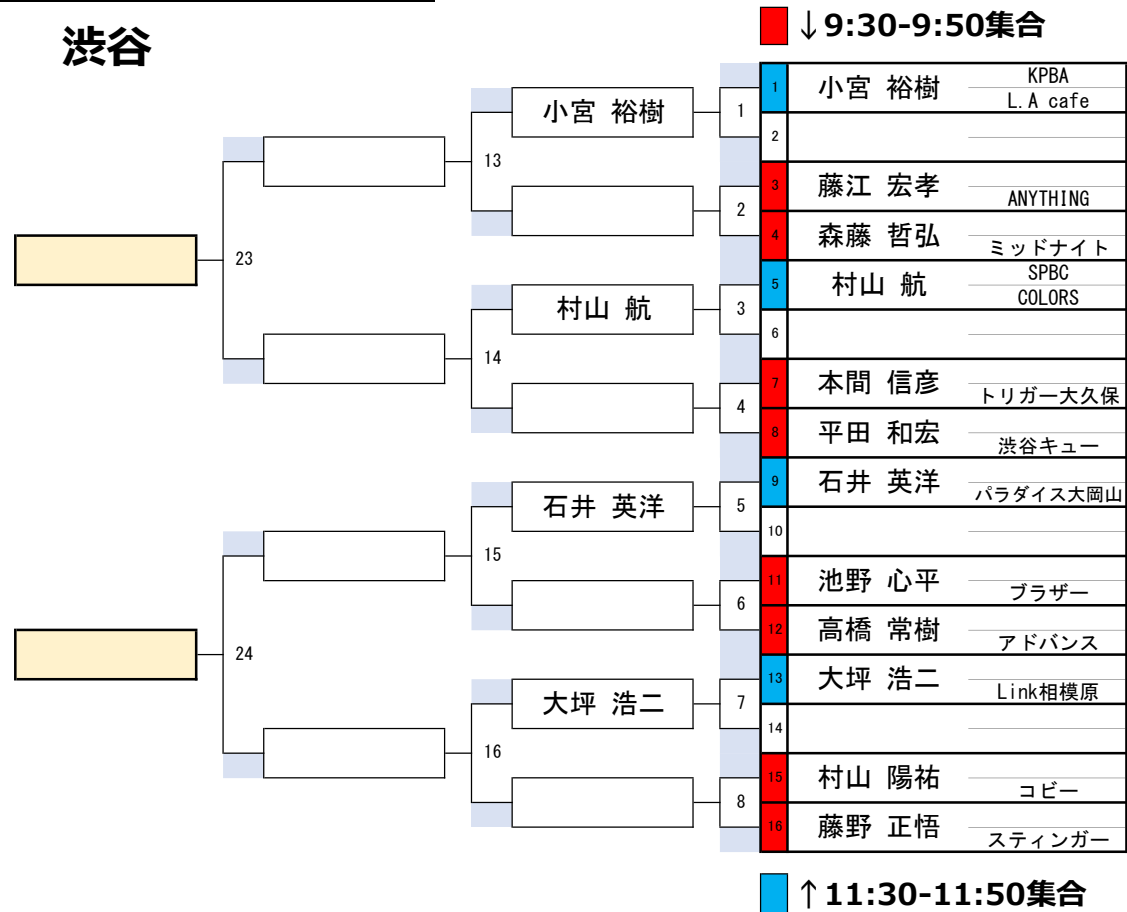 渋谷
↓9:30-9:50集合
1 小宮 裕樹 KPBA
L.A cafe
2
3 藤江 宏孝 ANYTHING
4 森藤 哲弘 ミッドナイト
5 村山 航 SPBC
COLORS
6
7 本間 信彦 トリガー大久保
8 平田 和宏 渋谷キュー
9 石井 英洋 パラダイス大岡山
10
11 池野 心平 ブラザー
12 高橋 常樹 アドバンス
13 大坪 浩二 Link相模原
14
15 村山 陽祐 コビー
16 藤野 正悟 スティンガー
小宮 裕樹 1
13
2
23
村山 航 3
14
4
石井 英洋 5
15
6
24
大坪 浩二 7
16
8
↑11:30-11:50集合